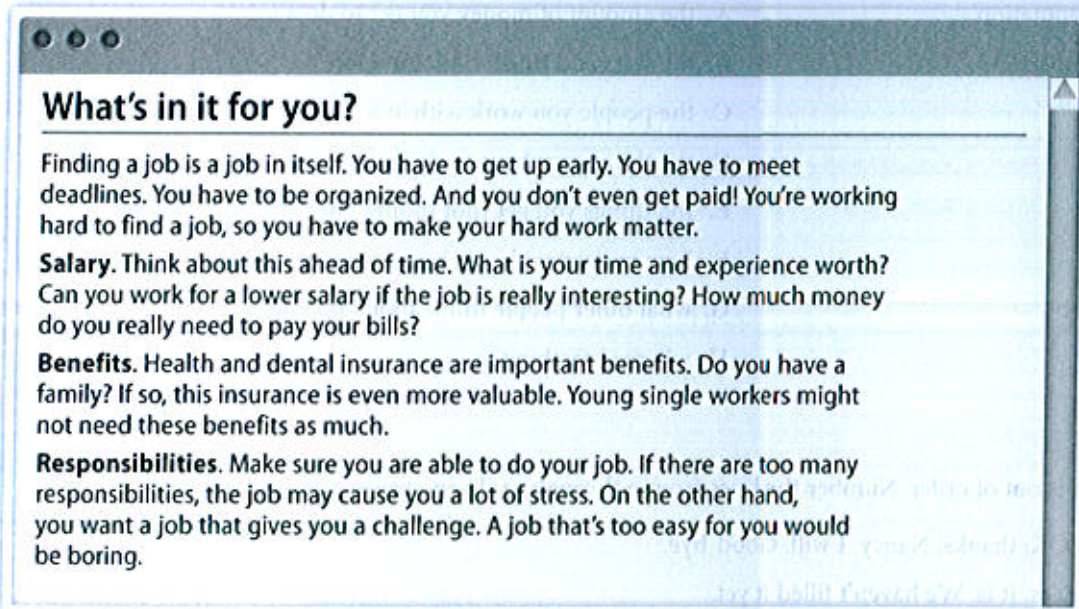 What's in it for you?
Finding a job is a job in itself. You have to get up early. You have to meet
deadlines. You have to be organized. And you don't even get paid! You're working
hard to find a job, so you have to make your hard work matter.
Salary. Think about this ahead of time. What is your time and experience worth?
Can you work for a lower salary if the job is really interesting? How much money
do you really need to pay your bills?
Benefits. Health and dental insurance are important benefits. Do you have a
family? If so, this insurance is even more valuable. Young single workers might
not need these benefits as much.
Responsibilities. Make sure you are able to do your job. If there are too many
responsibilities, the job may cause you a lot of stress. On the other hand,
you want a job that gives you a challenge. A job that's too easy for you would
be boring.